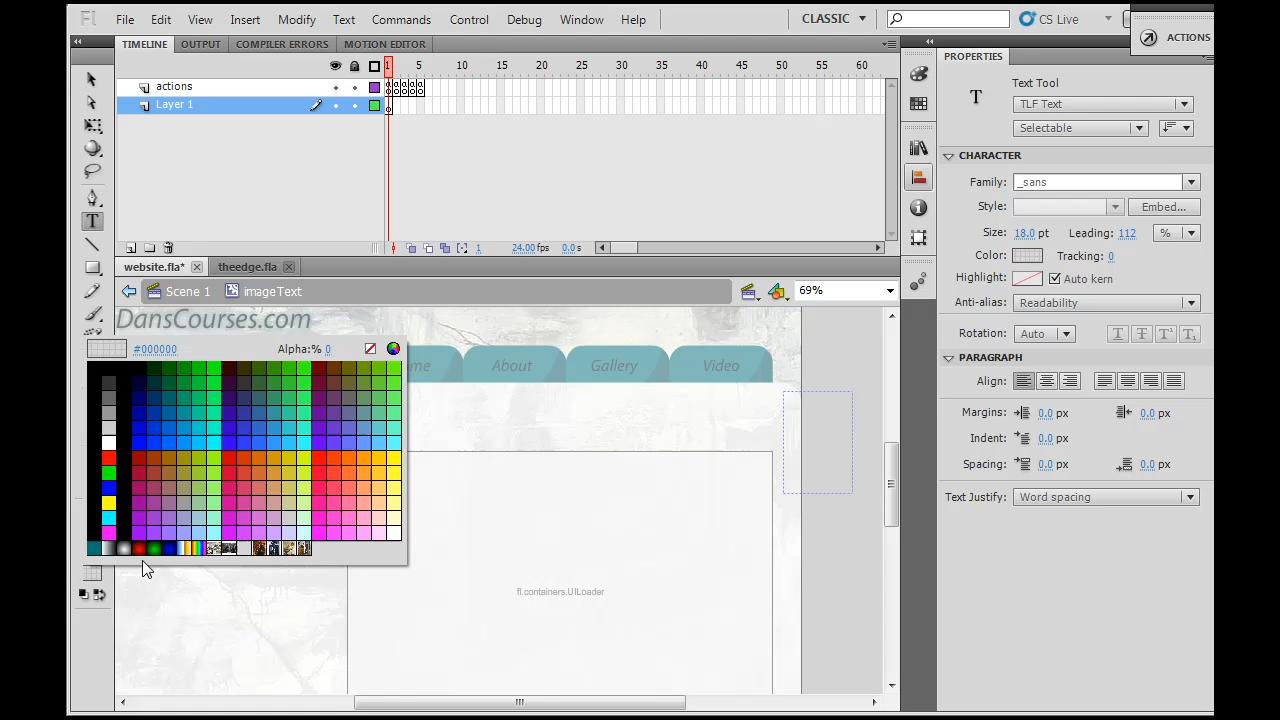 Fl File Edit View Insert Modify Text Commands Control Debug Window Help CLASSIC CS Live
ACTIONS
TIMELINE OUTPUT COMPILER ERRORS MOTION EDITOR
1 5 10 15 20 25 30 35 40 45 50 55 60
actions
Layer 1
1 24.00 fps 0.0 s
website.fla* theedge.fla
Scene 1 imageText 69%
DansCourses.com
#000000 Alpha:% 0
me About Gallery Video
fl.containers.UILoader
PROPERTIES
T Text Tool
TLF Text
Selectable
CHARACTER
Family: _sans
Style: Embed...
Size: 18.0 pt Leading: 112 %
Color: Tracking: 0
Highlight: Auto kern
Anti-alias: Readability
Rotation: Auto T T T¹ T₁
PARAGRAPH
Align:
Margins: 0.0 px 0.0 px
Indent: 0.0 px
Spacing: 0.0 px 0.0 px
Text Justify: Word spacing